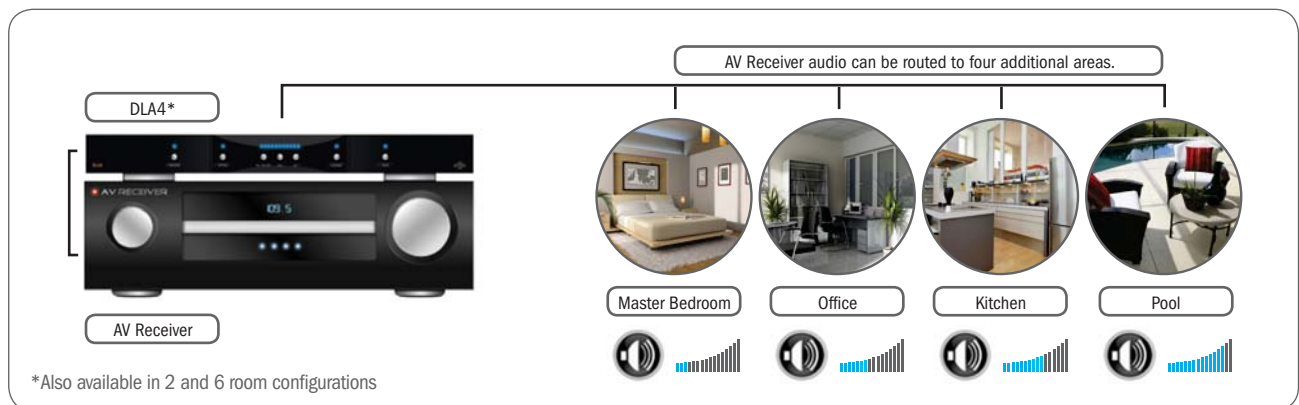 AV Receiver audio can be routed to four additional areas.
DLA4*
AV RECEIVER
109.5
AV Receiver
Master Bedroom
Office
Kitchen
Pool
*Also available in 2 and 6 room configurations